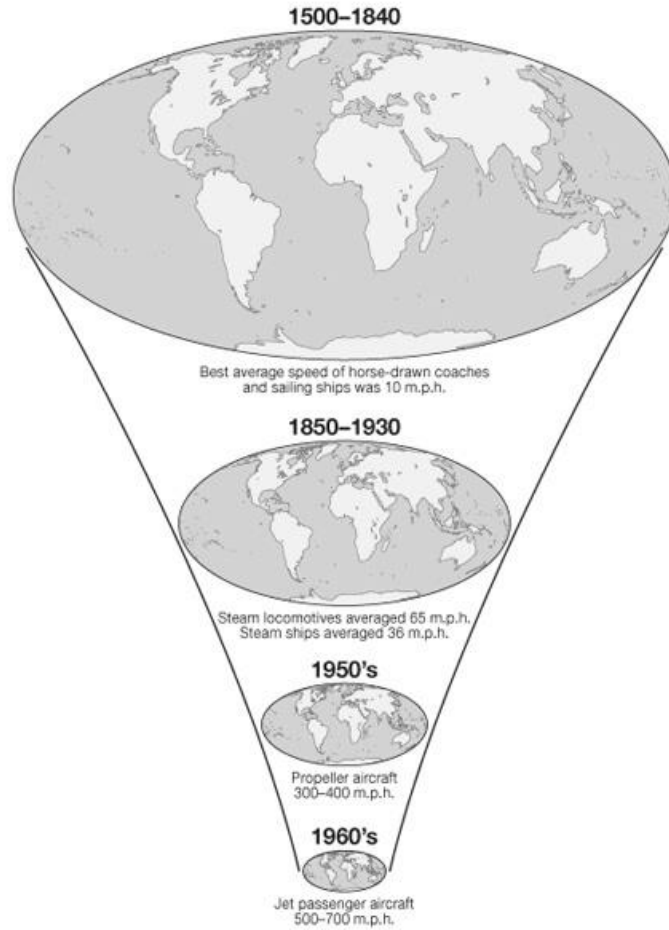 1500–1840
Best average speed of horse-drawn coaches
and sailing ships was 10 m.p.h.
1850–1930
Steam locomotives averaged 65 m.p.h.
Steam ships averaged 36 m.p.h.
1950's
Propeller aircraft
300–400 m.p.h.
1960's
Jet passenger aircraft
500–700 m.p.h.